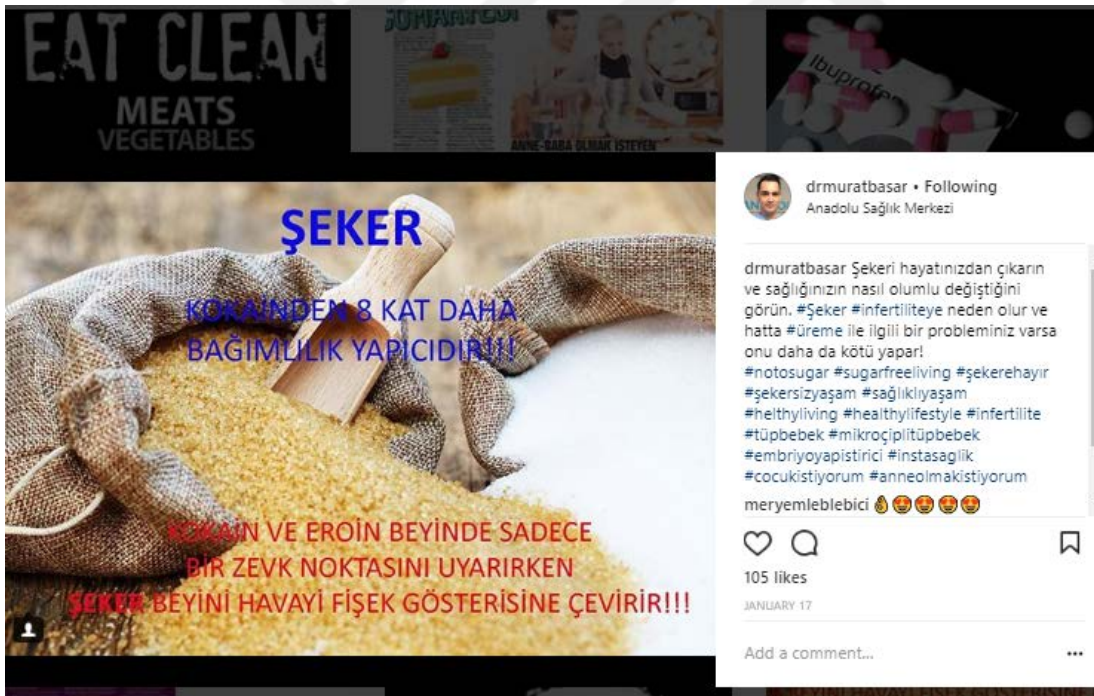 EAT CLEAN
MEATS
VEGETABLES
ANNE-BABA OLMAK İSTEYEN
Ibuprofen
ŞEKER
KOKAİNDEN 8 KAT DAHA
BAĞIMLILIK YAPICIDIR!!!
KOKAİN VE EROİN BEYİNDE SADECE
BİR ZEVK NOKTASINI UYARIRKEN
ŞEKER BEYİNİ HAVAYİ FİŞEK GÖSTERİSİNE ÇEVİRİR!!!
drmuratbasar • Following
Anadolu Sağlık Merkezi
drmuratbasar Şekeri hayatınızdan çıkarın
ve sağlığınızın nasıl olumlu değiştiğini
görün. #Şeker #infertiliteye neden olur ve
hatta #üreme ile ilgili bir probleminiz varsa
onu daha da kötü yapar!
#notosugar #sugarfreeliving #şekerehayır
#şekersizyaşam #sağlıklıyaşam
#helthyliving #healthylifestyle #infertilite
#tüpbebek #mikroçiplitüpbebek
#embriyoyapistirici #instasaglik
#cocukistiyorum #anneolmakistiyorum
meryemleblebici 👌😍😍😍😍
105 likes
JANUARY 17
Add a comment...